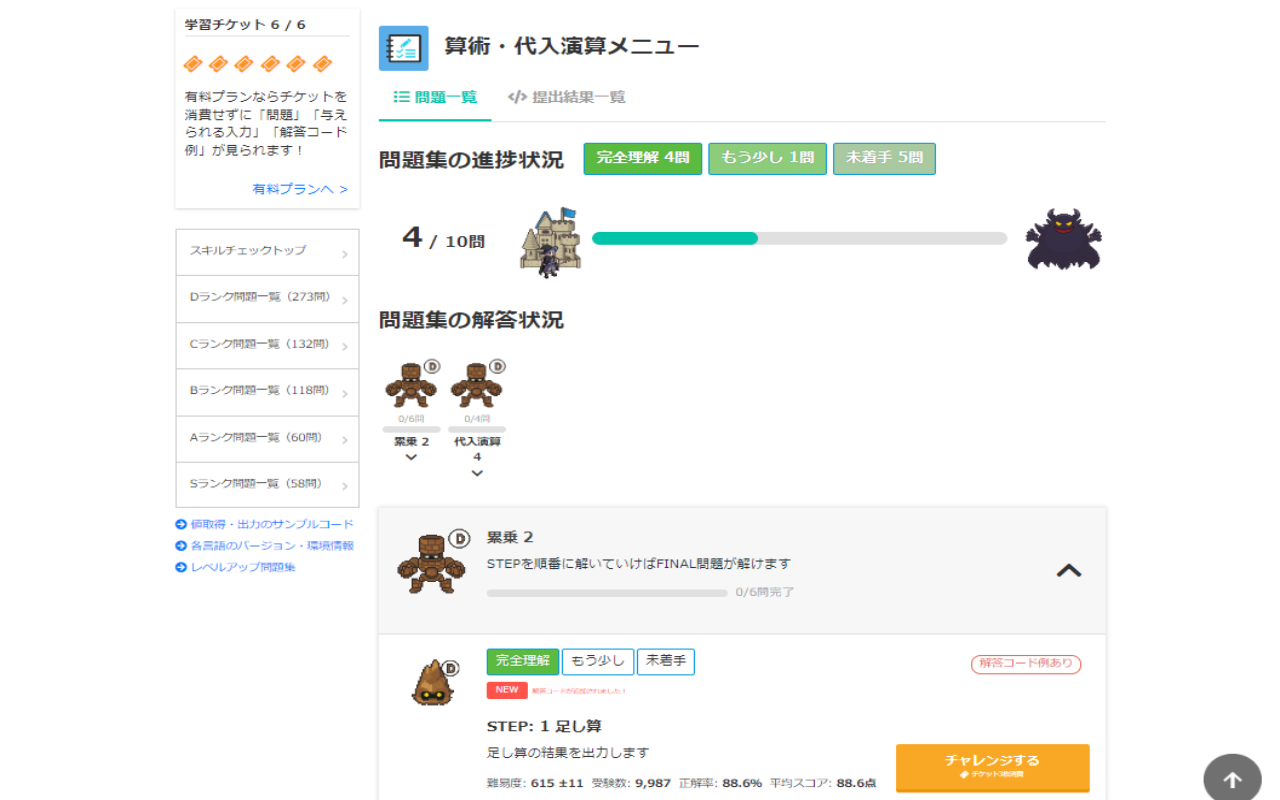 学習チケット 6 / 6
有料プランならチケットを
消費せずに「問題」「与え
られる入力」「解答コード
例」が見られます！
有料プランへ >
スキルチェックトップ
Dランク問題一覧（273問）
Cランク問題一覧（132問）
Bランク問題一覧（118問）
Aランク問題一覧（60問）
Sランク問題一覧（58問）
値取得・出力のサンプルコード
各言語のバージョン・環境情報
レベルアップ問題集
算術・代入演算メニュー
問題一覧
提出結果一覧
問題集の進捗状況
完全理解 4問
もう少し 1問
未着手 5問
4 / 10問
問題集の解答状況
D
D
0/6問
0/4問
累乗 2
代入演算
4
D
累乗 2
STEPを順番に解いていけばFINAL問題が解けます
0/6問完了
D
完全理解
もう少し
未着手
解答コード例あり
NEW
解答コードが追加されました！
STEP: 1 足し算
足し算の結果を出力します
難易度: 615 ±11 受験数: 9,987 正解率: 88.6% 平均スコア: 88.6点
チャレンジする
チケット3枚消費